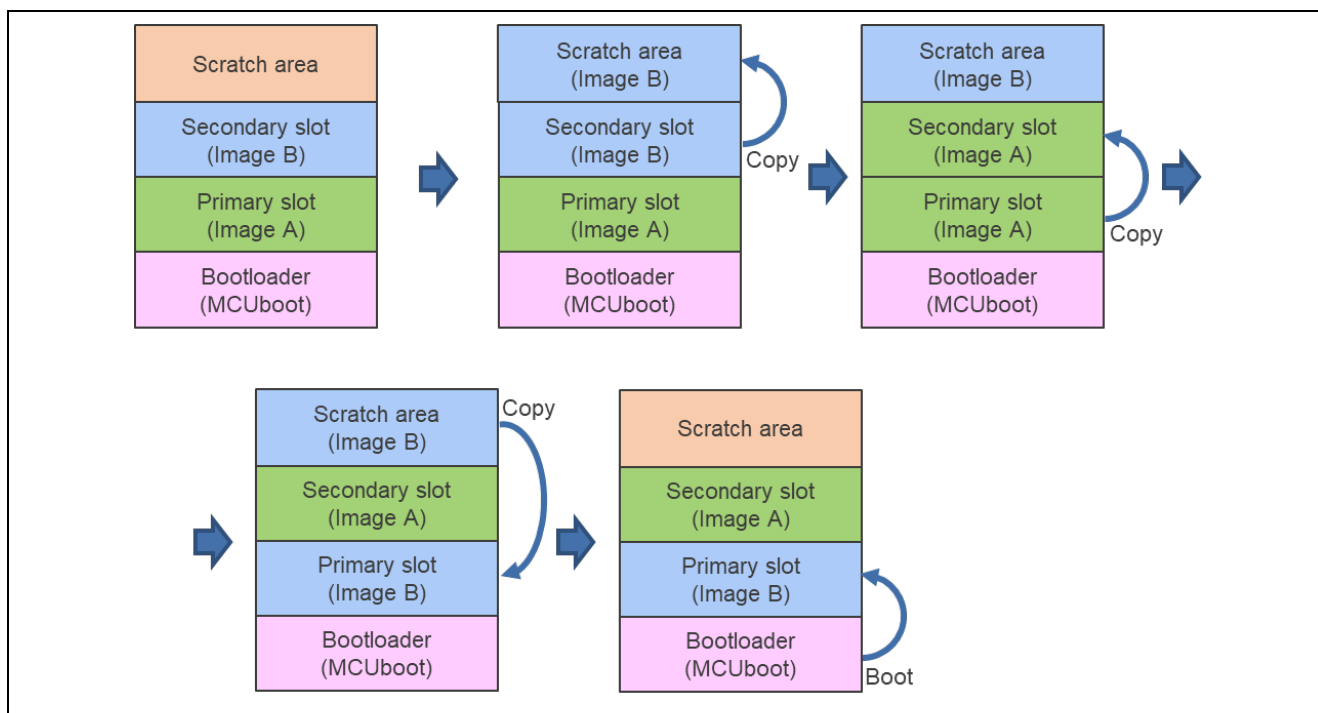 Scratch area
Secondary slot
(Image B)
Primary slot
(Image A)
Bootloader
(MCUboot)
Scratch area
(Image B)
Secondary slot
(Image B)
Copy
Primary slot
(Image A)
Bootloader
(MCUboot)
Scratch area
(Image B)
Secondary slot
(Image A)
Primary slot
(Image A)
Copy
Bootloader
(MCUboot)
Scratch area
(Image B)
Copy
Secondary slot
(Image A)
Primary slot
(Image B)
Bootloader
(MCUboot)
Scratch area
Secondary slot
(Image A)
Primary slot
(Image B)
Bootloader
(MCUboot)
Boot